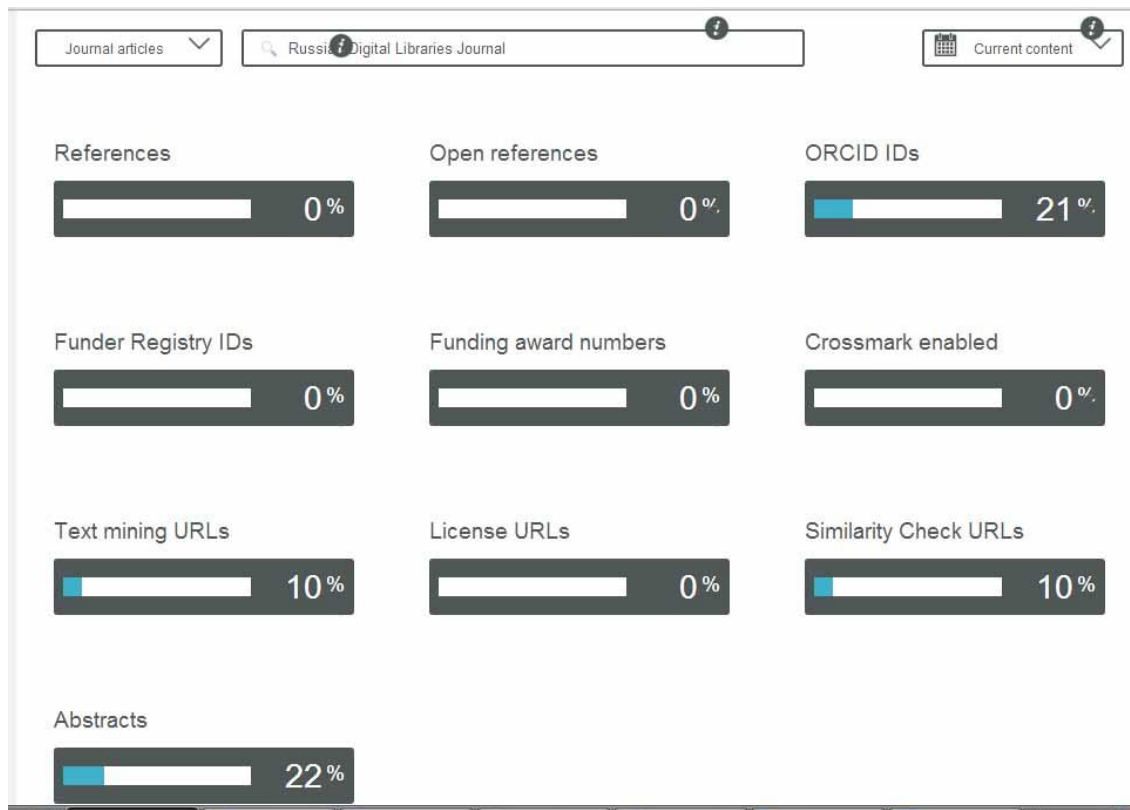 Journal articles
Russia Digital Libraries Journal
Current content
References
Open references
ORCID IDs
0%
0%
21%
Funder Registry IDs
Funding award numbers
Crossmark enabled
0%
0%
0%
Text mining URLs
License URLs
Similarity Check URLs
10%
0%
10%
Abstracts
22%